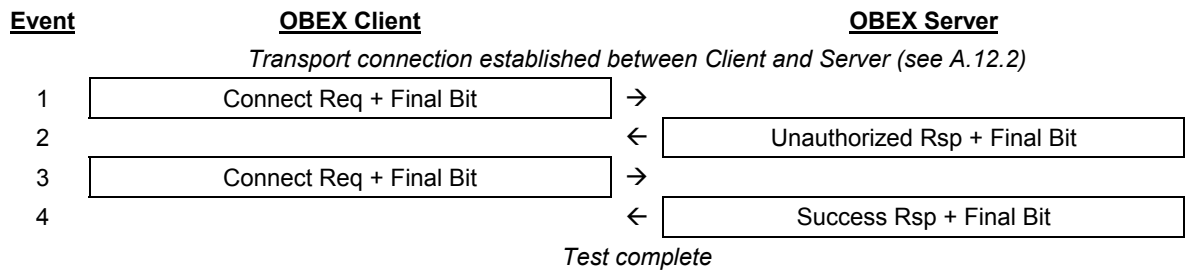 Event OBEX Client OBEX Server
Transport connection established between Client and Server (see A.12.2)
1 Connect Req + Final Bit →
2 ← Unauthorized Rsp + Final Bit
3 Connect Req + Final Bit →
4 ← Success Rsp + Final Bit
Test complete